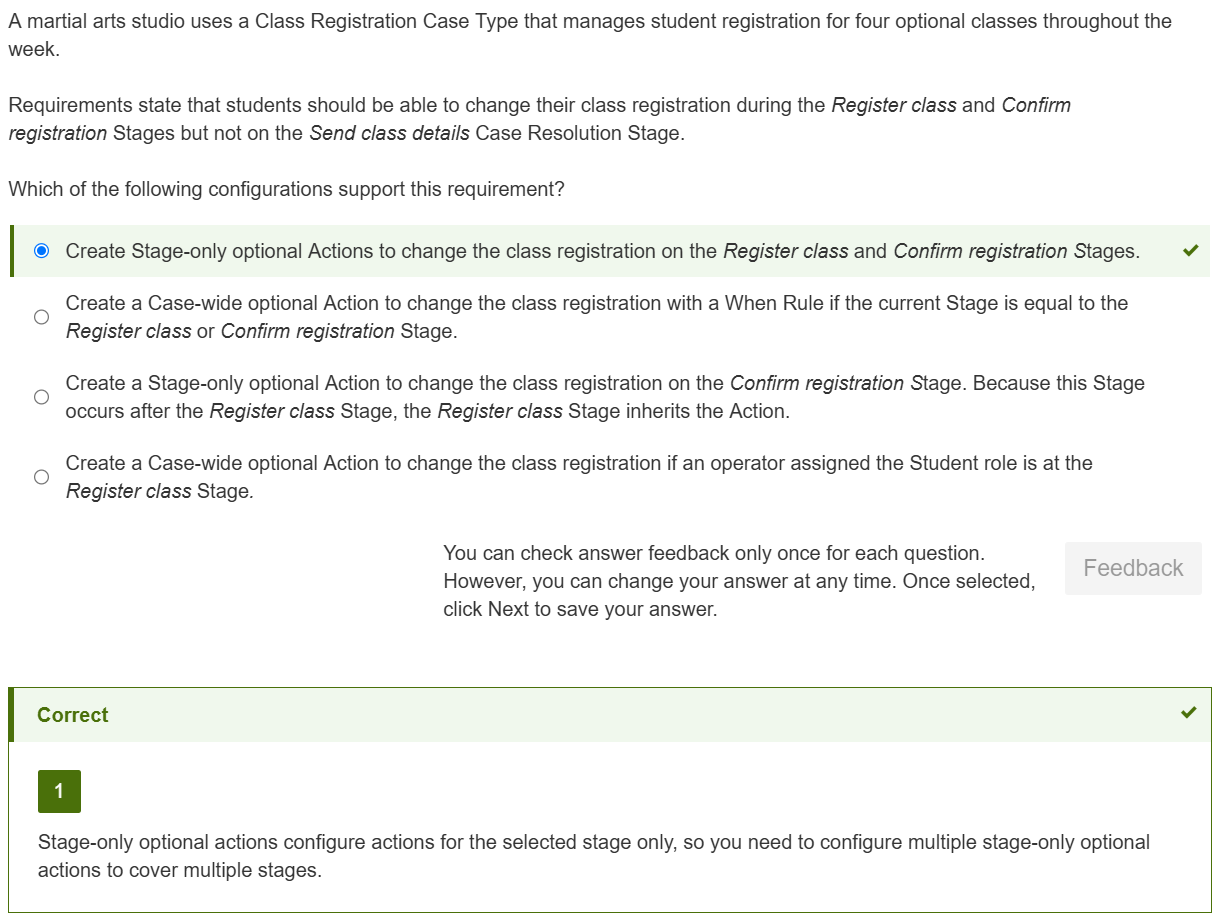 A martial arts studio uses a Class Registration Case Type that manages student registration for four optional classes throughout the
week.
Requirements state that students should be able to change their class registration during the Register class and Confirm
registration Stages but not on the Send class details Case Resolution Stage.
Which of the following configurations support this requirement?
Create Stage-only optional Actions to change the class registration on the Register class and Confirm registration Stages.
Create a Case-wide optional Action to change the class registration with a When Rule if the current Stage is equal to the
Register class or Confirm registration Stage.
Create a Stage-only optional Action to change the class registration on the Confirm registration Stage. Because this Stage
occurs after the Register class Stage, the Register class Stage inherits the Action.
Create a Case-wide optional Action to change the class registration if an operator assigned the Student role is at the
Register class Stage.
You can check answer feedback only once for each question.
However, you can change your answer at any time. Once selected,
click Next to save your answer.
Feedback
Correct
1
Stage-only optional actions configure actions for the selected stage only, so you need to configure multiple stage-only optional
actions to cover multiple stages.